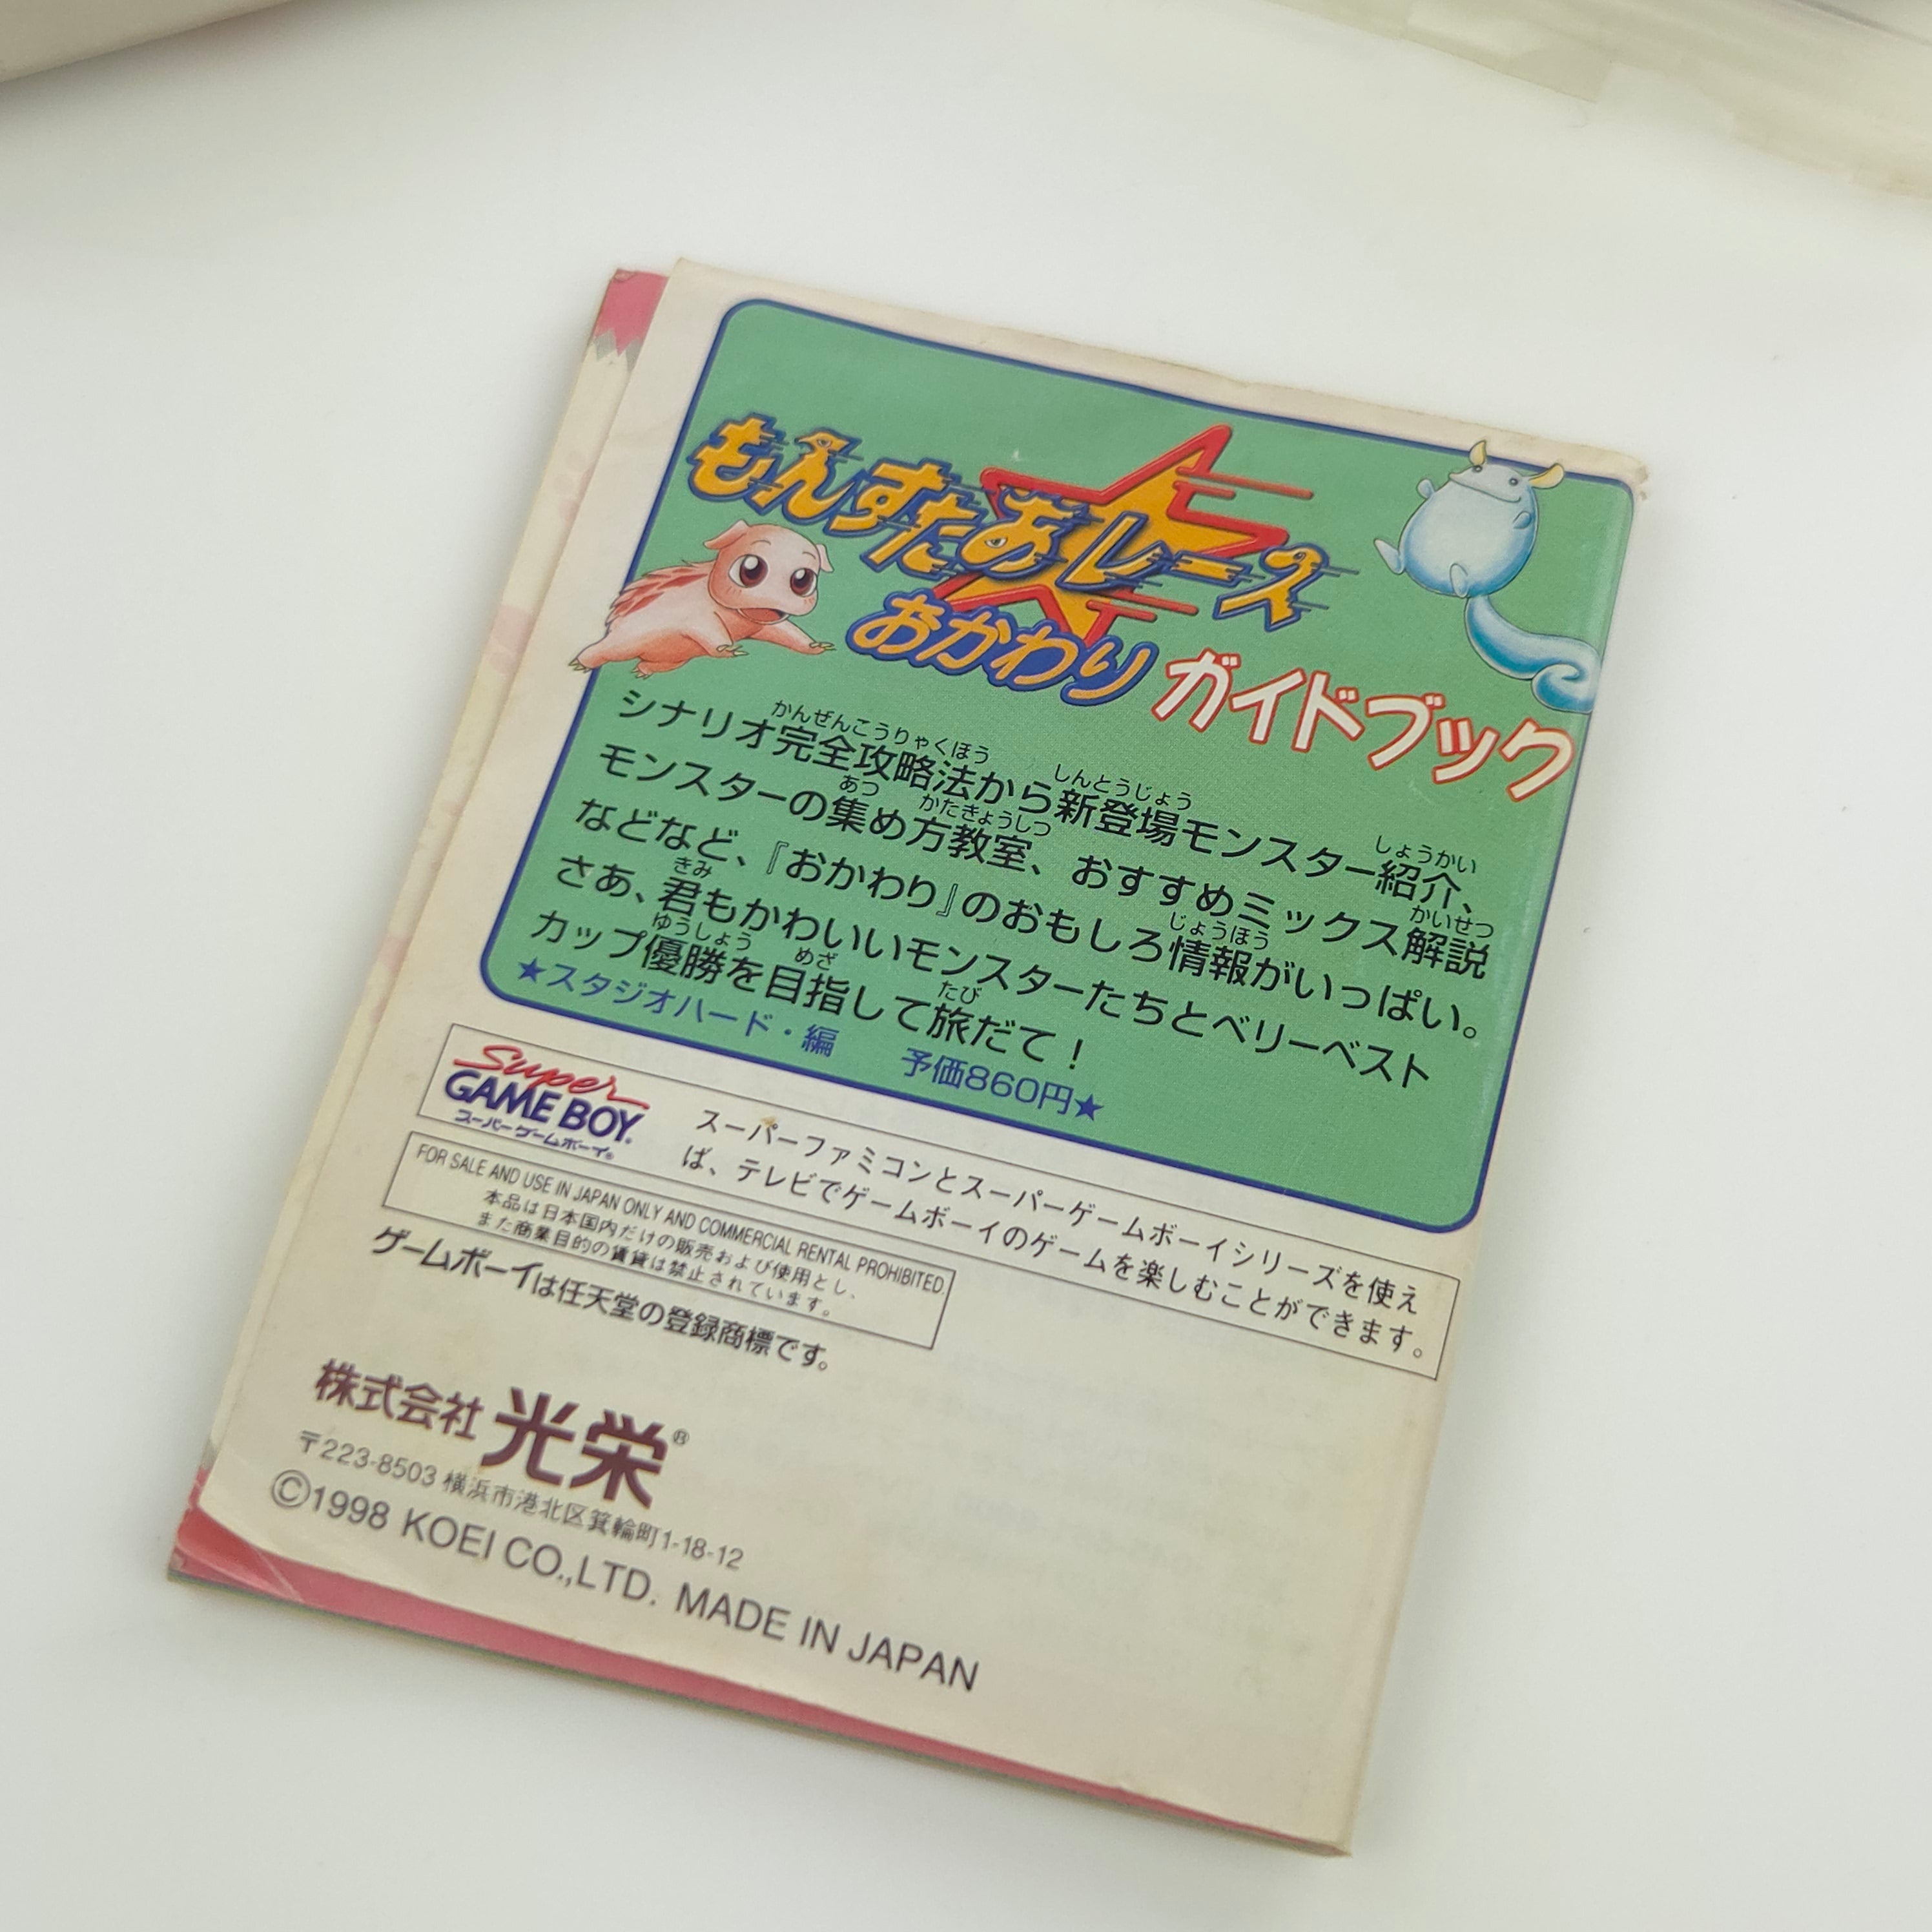 もんすたあ★レース
おかわり ガイドブック
シナリオ完全攻略法から新登場モンスター紹介、
モンスターの集め方教室、おすすめミックス解説
などなど、『おかわり』のおもしろ情報がいっぱい。
さあ、君もかわいいモンスターたちとベリーベスト
カップ優勝を目指して旅だて!
★スタジオハード・編　予価860円★
Super
GAME BOY
スーパーゲームボーイ®
スーパーファミコンとスーパーゲームボーイシリーズを使え
ば、テレビでゲームボーイのゲームを楽しむことができます。
FOR SALE AND USE IN JAPAN ONLY AND COMMERCIAL RENTAL PROHIBITED.
本品は日本国内だけの販売および使用とし、
また商業目的の賃貸は禁止されています。
ゲームボーイは任天堂の登録商標です。
株式会社 光栄®
〒223-8503 横浜市港北区箕輪町1-18-12
©1998 KOEI CO.,LTD. MADE IN JAPAN